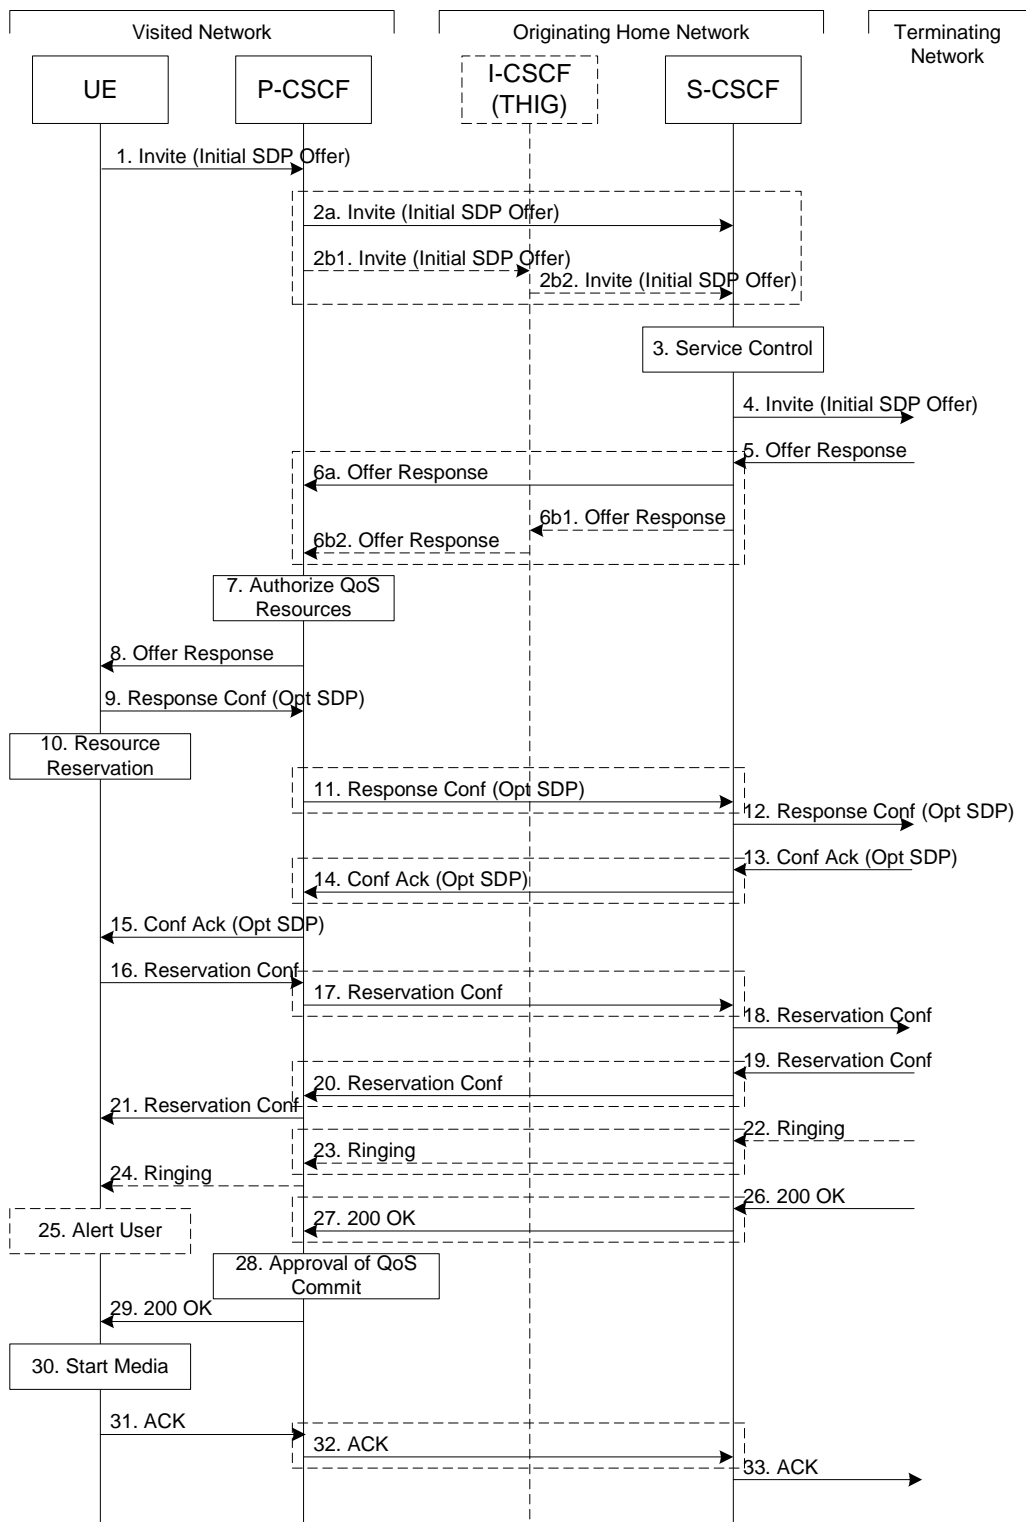 Visited Network
Originating Home Network
Terminating
Network
UE
P-CSCF
I-CSCF
(THIG)
S-CSCF
1. Invite (Initial SDP Offer)
2a. Invite (Initial SDP Offer)
2b1. Invite (Initial SDP Offer)
2b2. Invite (Initial SDP Offer)
3. Service Control
4. Invite (Initial SDP Offer)
5. Offer Response
6a. Offer Response
6b1. Offer Response
6b2. Offer Response
7. Authorize QoS
Resources
8. Offer Response
9. Response Conf (Opt SDP)
10. Resource
Reservation
11. Response Conf (Opt SDP)
12. Response Conf (Opt SDP)
13. Conf Ack (Opt SDP)
14. Conf Ack (Opt SDP)
15. Conf Ack (Opt SDP)
16. Reservation Conf
17. Reservation Conf
18. Reservation Conf
19. Reservation Conf
20. Reservation Conf
21. Reservation Conf
22. Ringing
23. Ringing
24. Ringing
25. Alert User
26. 200 OK
27. 200 OK
28. Approval of QoS
Commit
29. 200 OK
30. Start Media
31. ACK
32. ACK
33. ACK